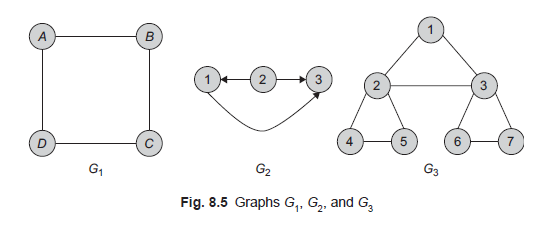 A B
D C
G1
1 2 3
G2
1
2 3
4 5 6 7
G3
Fig. 8.5 Graphs G1, G2, and G3